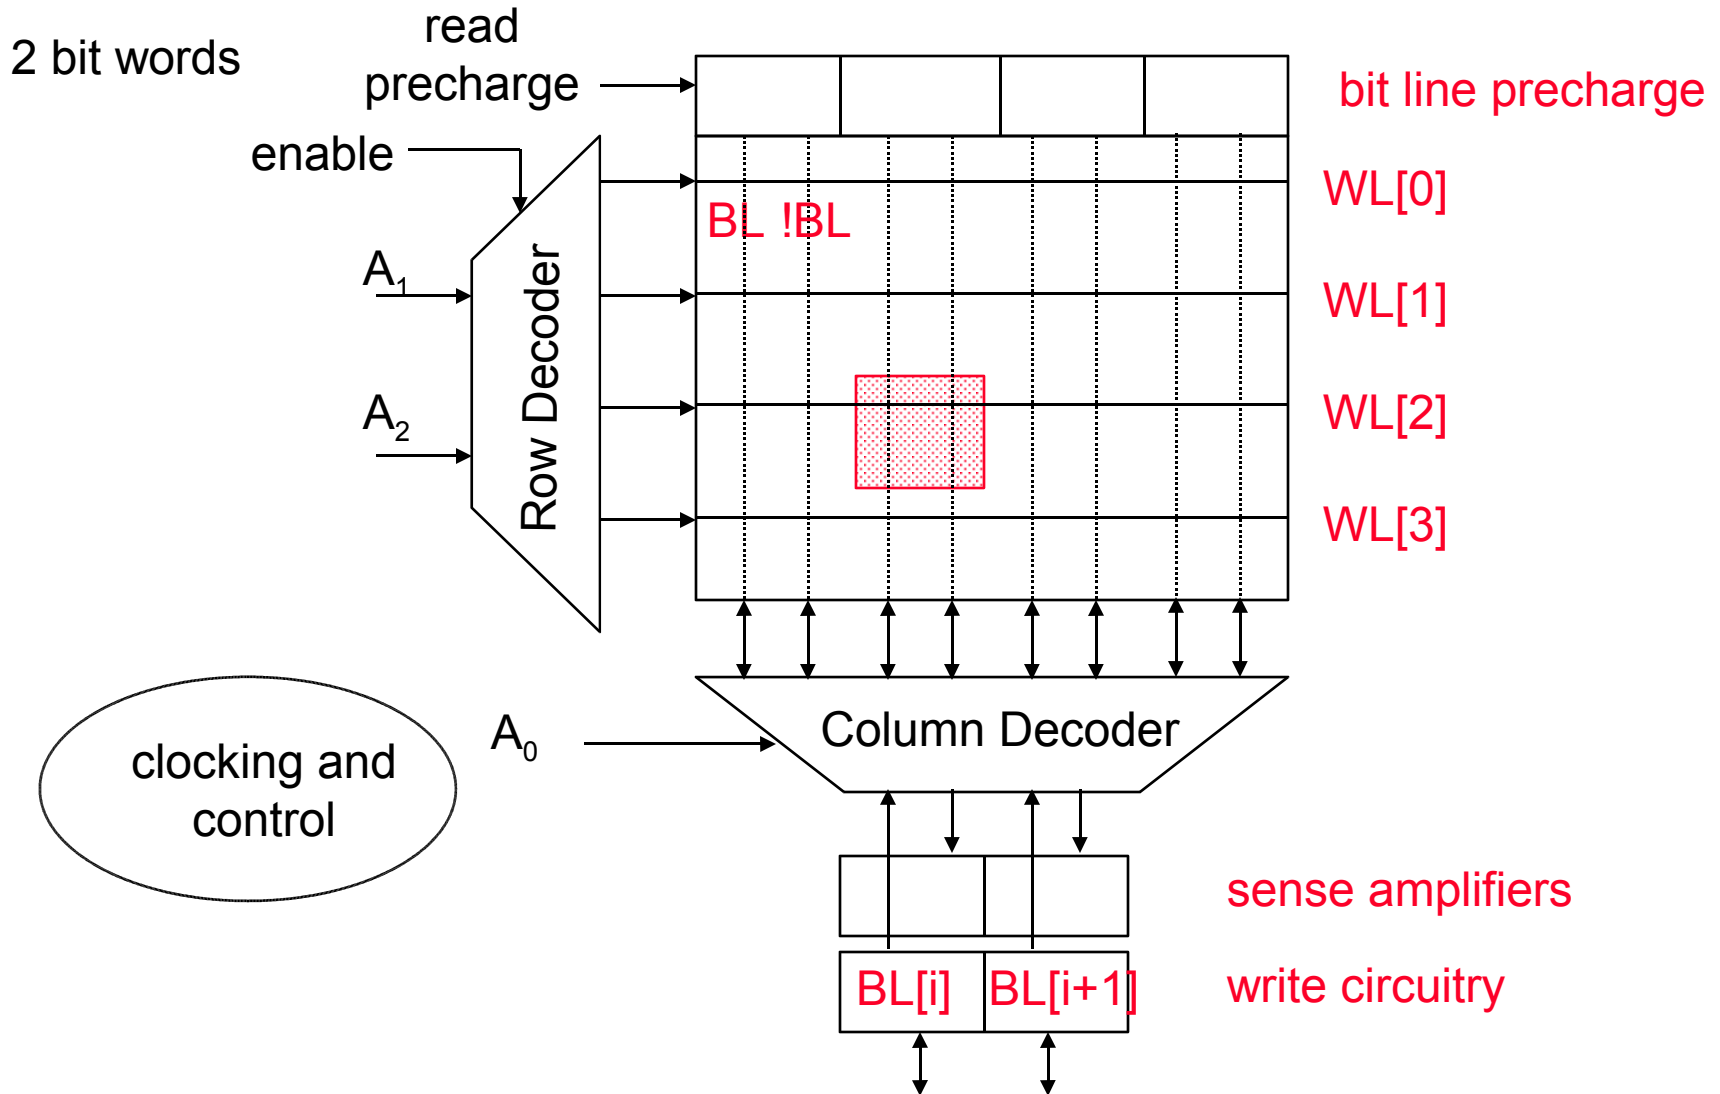 2 bit words
read
precharge
bit line precharge
enable
WL[0]
BL !BL
A1
WL[1]
Row Decoder
A2
WL[2]
WL[3]
clocking and
control
A0
Column Decoder
sense amplifiers
BL[i] BL[i+1]
write circuitry